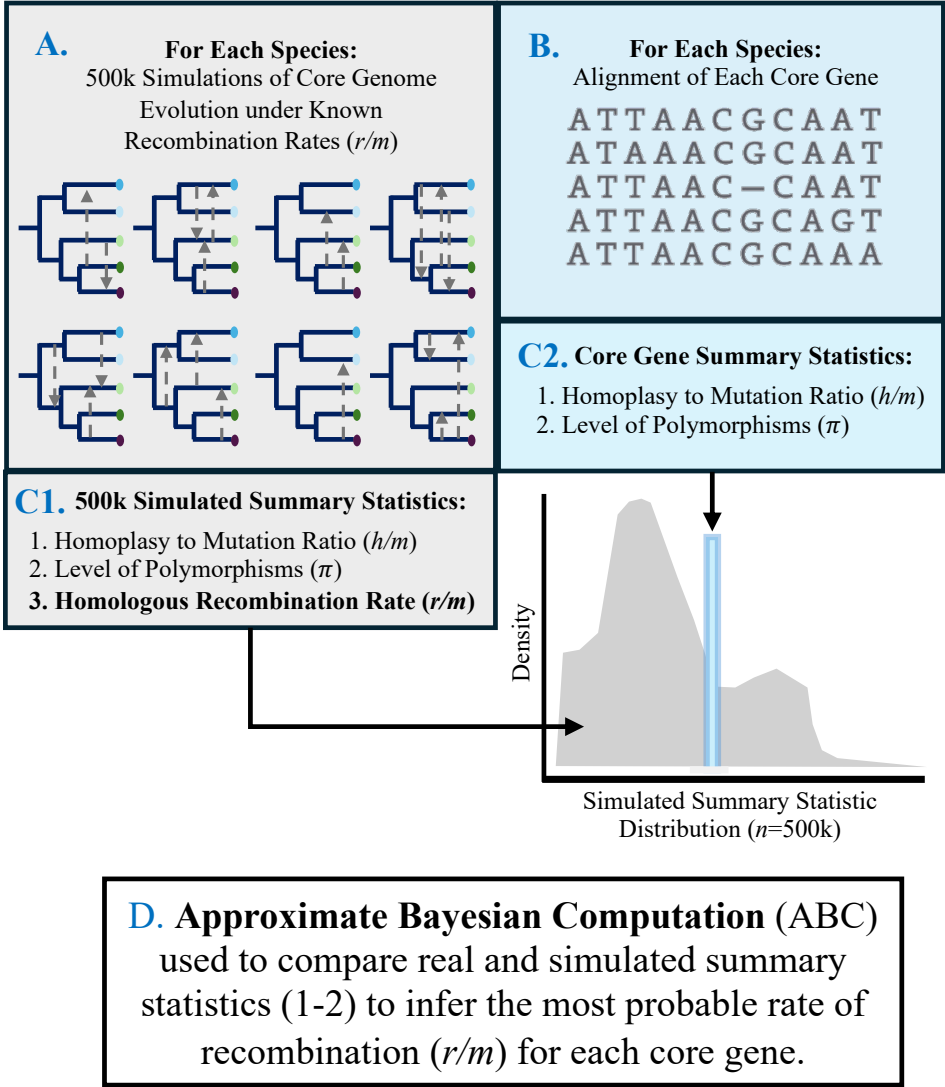 A.
For Each Species:
500k Simulations of Core Genome
Evolution under Known
Recombination Rates (r/m)
B.
For Each Species:
Alignment of Each Core Gene
ATTAACGCAAT
ATAAACGCAAT
ATTAAC–CAAT
ATTAACGCAGT
ATTAACGCAAA
C2. Core Gene Summary Statistics:
1. Homoplasy to Mutation Ratio (h/m)
2. Level of Polymorphisms (π)
C1. 500k Simulated Summary Statistics:
1. Homoplasy to Mutation Ratio (h/m)
2. Level of Polymorphisms (π)
3. Homologous Recombination Rate (r/m)
Density
Simulated Summary Statistic
Distribution (n=500k)
D. Approximate Bayesian Computation (ABC)
used to compare real and simulated summary
statistics (1-2) to infer the most probable rate of
recombination (r/m) for each core gene.